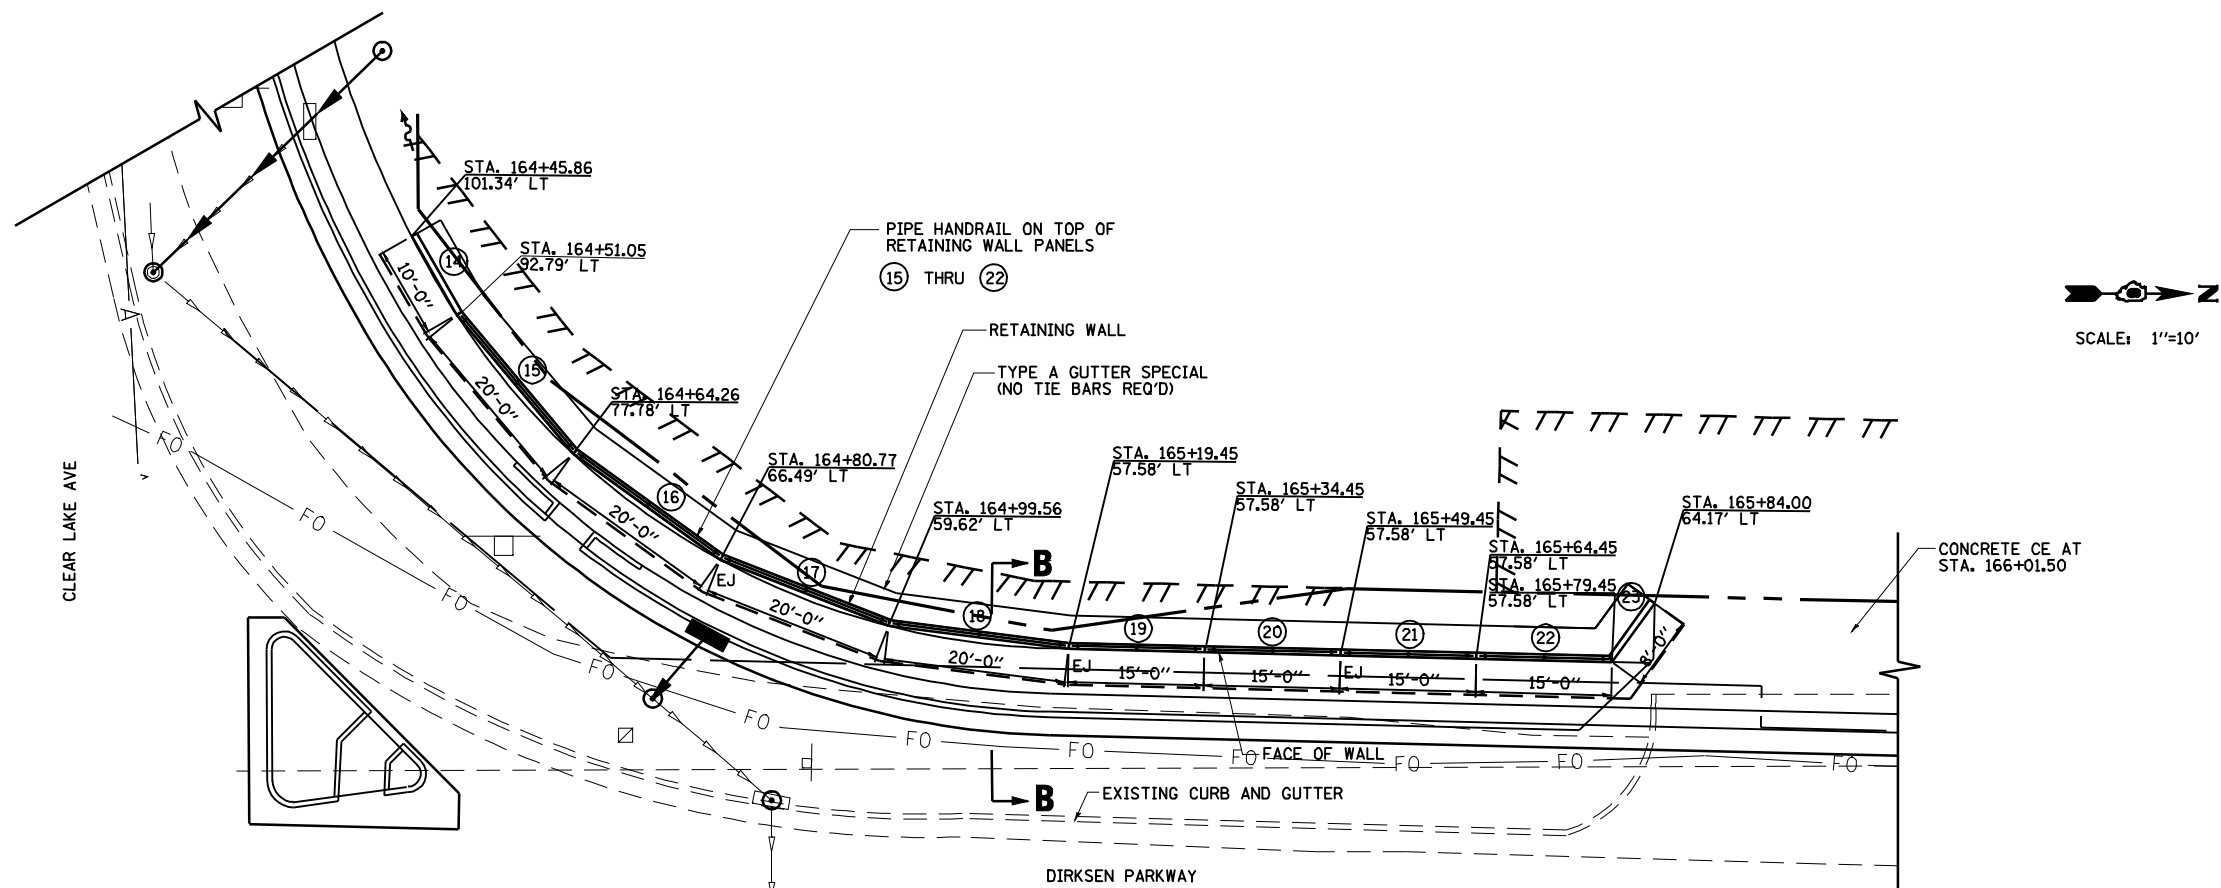 STA. 164+45.86
101.34' LT
14
10'-0"
STA. 164+51.05
92.79' LT
15
20'-0"
STA. 164+64.26
77.78' LT
16
20'-0"
PIPE HANDRAIL ON TOP OF
RETAINING WALL PANELS
15 THRU 22
RETAINING WALL
TYPE A GUTTER SPECIAL
(NO TIE BARS REQ'D)
STA. 164+80.77
66.49' LT
EJ
17
20'-0"
STA. 164+99.56
59.62' LT
B
18
20'-0"
STA. 165+19.45
57.58' LT
EJ
19
15'-0"
STA. 165+34.45
57.58' LT
20
15'-0"
STA. 165+49.45
57.58' LT
EJ
21
15'-0"
STA. 165+64.45
57.58' LT
STA. 165+79.45
57.58' LT
22
15'-0"
23
8'-0"
STA. 165+84.00
64.17' LT
CONCRETE CE AT
STA. 166+01.50
N
SCALE: 1"=10'
CLEAR LAKE AVE
A
FO
FO
FO
FO
FO
FO
FO
FO
FO
FO
FO
FACE OF WALL
B
EXISTING CURB AND GUTTER
DIRKSEN PARKWAY